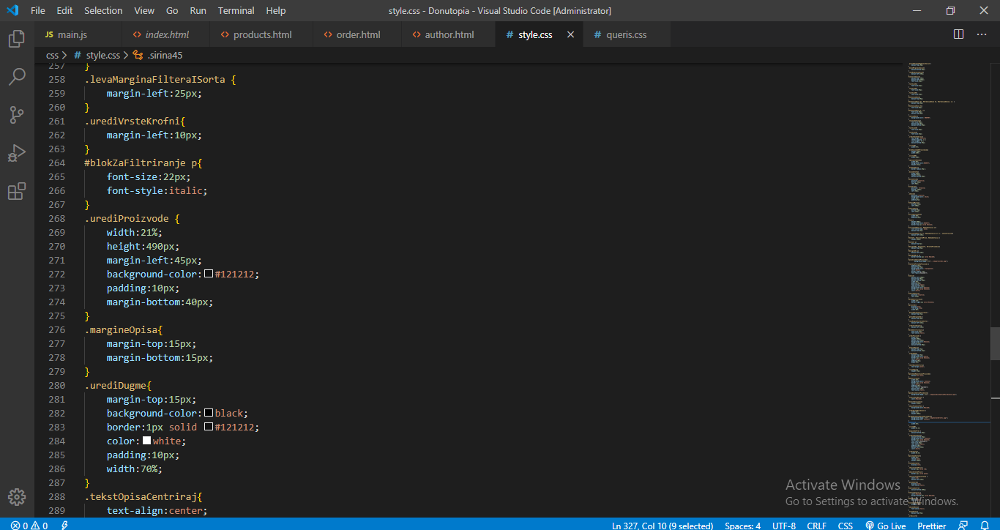 File Edit Selection View Go Run Terminal Help style.css - Donutopia - Visual Studio Code [Administrator]
JS main.js <> index.html <> products.html <> order.html <> author.html # style.css × # queris.css ...
css > # style.css > .sirina45
257 }
258 .levaMarginaFilteraISorta {
259 margin-left:25px;
260 }
261 .urediVrsteKrofni{
262 margin-left:10px;
263 }
264 #blokZaFiltriranje p{
265 font-size:22px;
266 font-style:italic;
267 }
268 .urediProizvode {
269 width:21%;
270 height:490px;
271 margin-left:45px;
272 background-color:#121212;
273 padding:10px;
274 margin-bottom:40px;
275 }
276 .margineOpisa{
277 margin-top:15px;
278 margin-bottom:15px;
279 }
280 .urediDugme{
281 margin-top:15px;
282 background-color:black;
283 border:1px solid #121212;
284 color:white;
285 padding:10px;
286 width:70%;
287 }
288 .tekstOpisaCentriraj{
289 text-align:center;
Activate Windows
Go to Settings to activate Windows.
0 0 Ln 327, Col 10 (9 selected) Spaces: 4 UTF-8 CRLF CSS Go Live Prettier